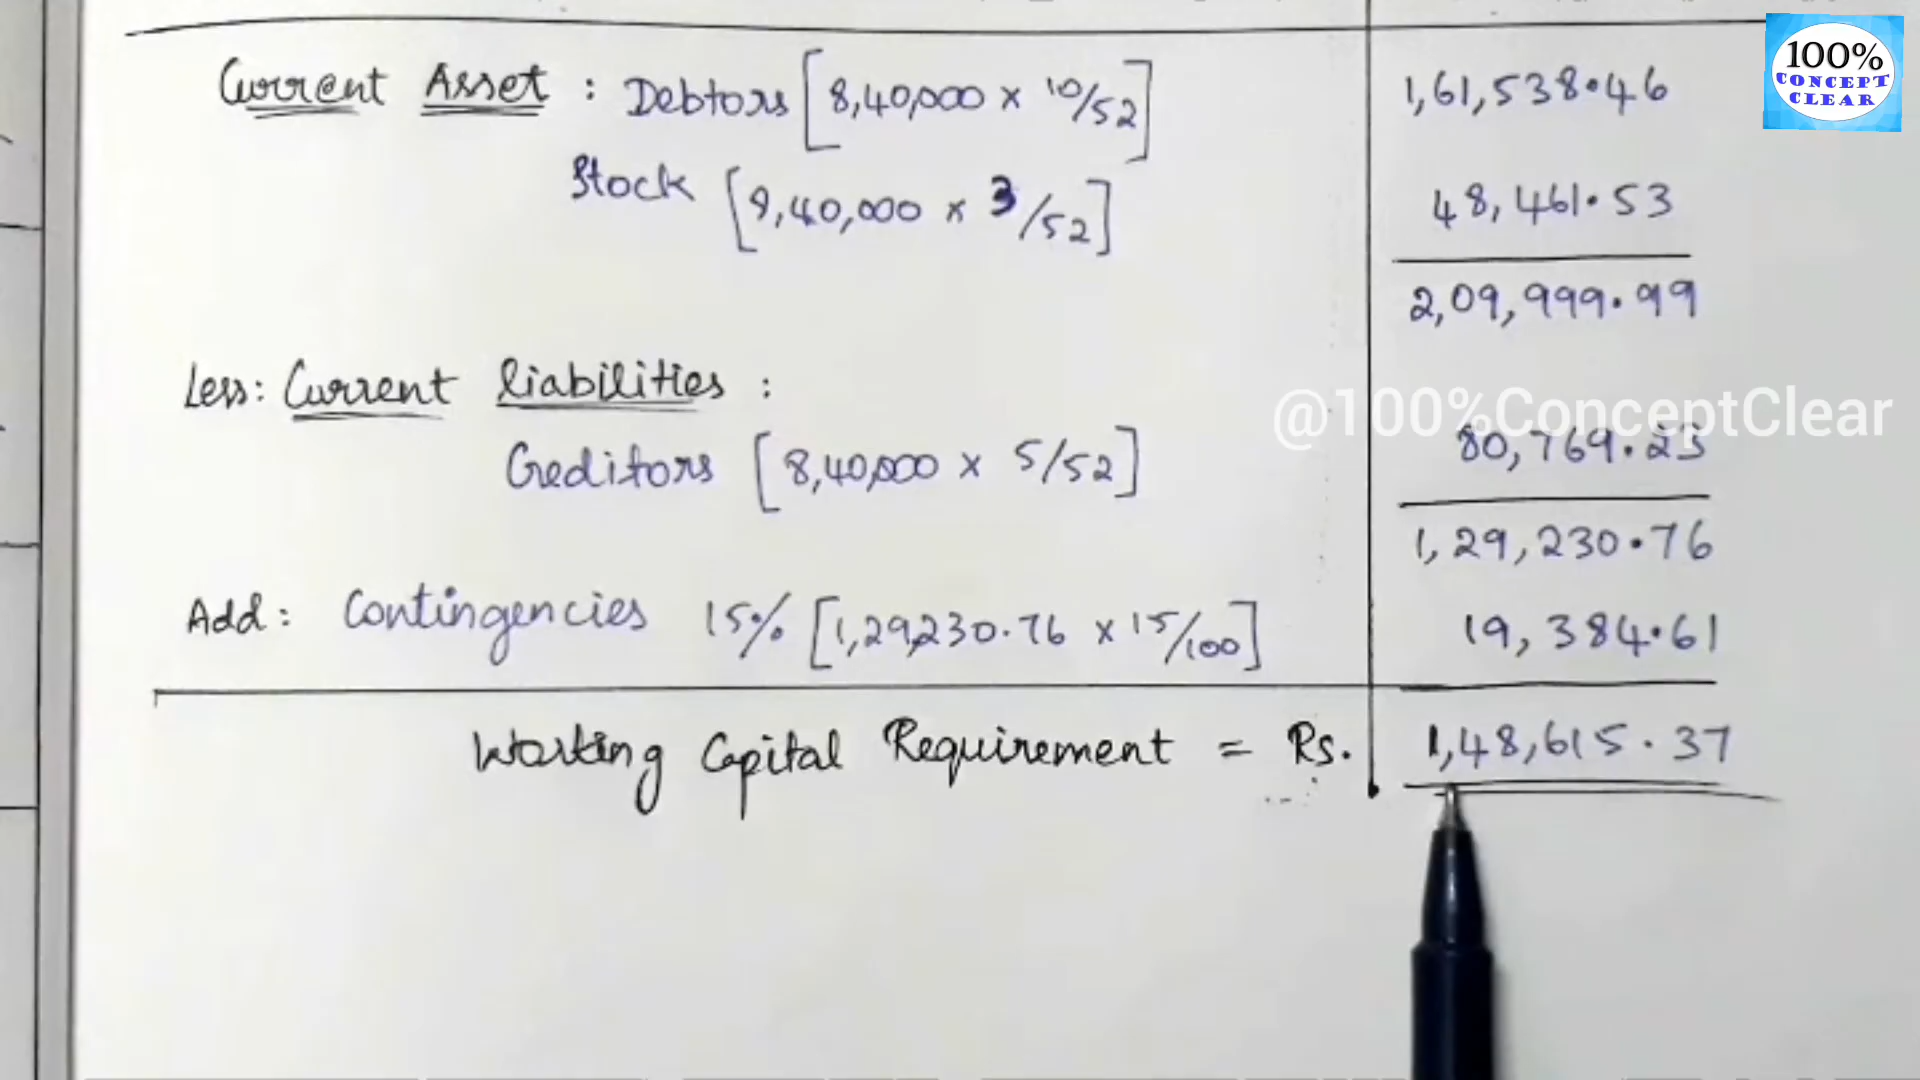 100%
CONCEPT
CLEAR
Current Asset : Debtors [8,40,000 x 10/52] 1,61,538.46
Stock [8,40,000 x 3/52] 48,461.53
2,09,999.99
Less: Current liabilities :
@100%ConceptClear
Creditors [8,40,000 x 5/52] 80,769.23
1,29,230.76
Add: Contingencies 15% [1,29,230.76 x 15/100] 19,384.61
Working Capital Requirement = Rs. 1,48,615.37